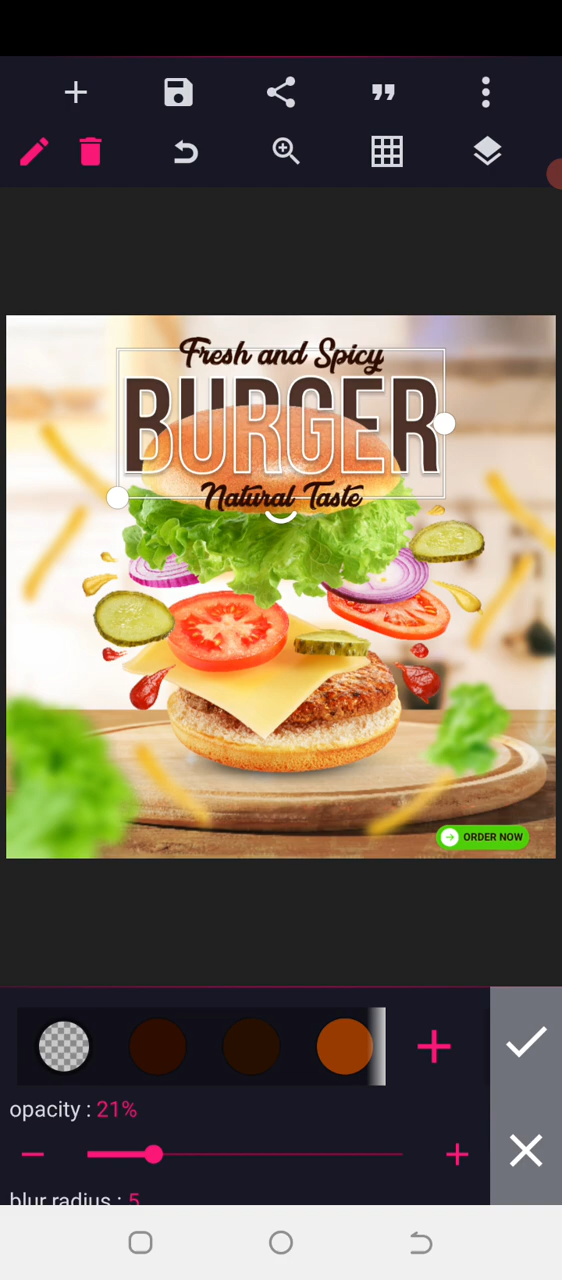 Fresh and Spicy
BURGER
Natural Taste
ORDER NOW
opacity : 21%
blur radius : 5